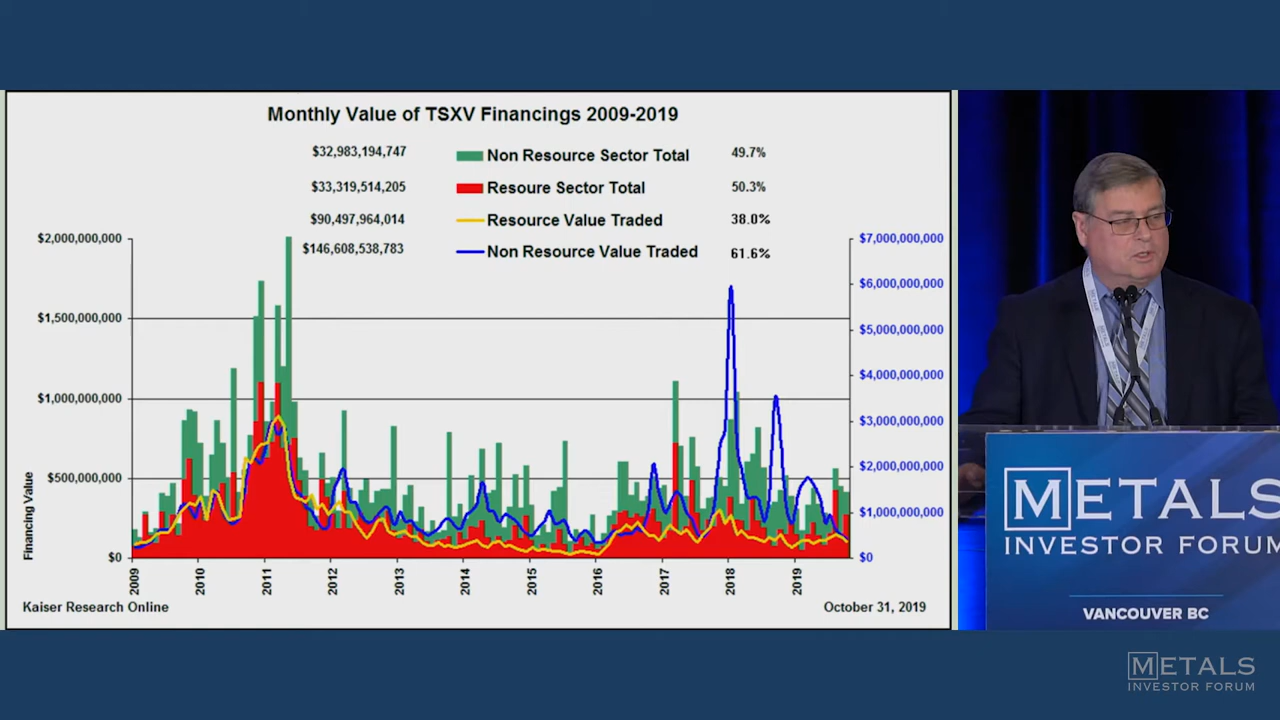 Monthly Value of TSXV Financings 2009-2019
$32,983,194,747 Non Resource Sector Total 49.7%
$33,319,514,205 Resoure Sector Total 50.3%
$90,497,964,014 Resource Value Traded 38.0%
$146,608,538,783 Non Resource Value Traded 61.6%
$2,000,000,000
$1,500,000,000
$1,000,000,000
$500,000,000
$0
Financing Value
$7,000,000,000
$6,000,000,000
$5,000,000,000
$4,000,000,000
$3,000,000,000
$2,000,000,000
$1,000,000,000
$0
2009 2010 2011 2012 2013 2014 2015 2016 2017 2018 2019
Kaiser Research Online
October 31, 2019
METALS
INVESTOR FORUM
VANCOUVER BC
METALS
INVESTOR FORUM